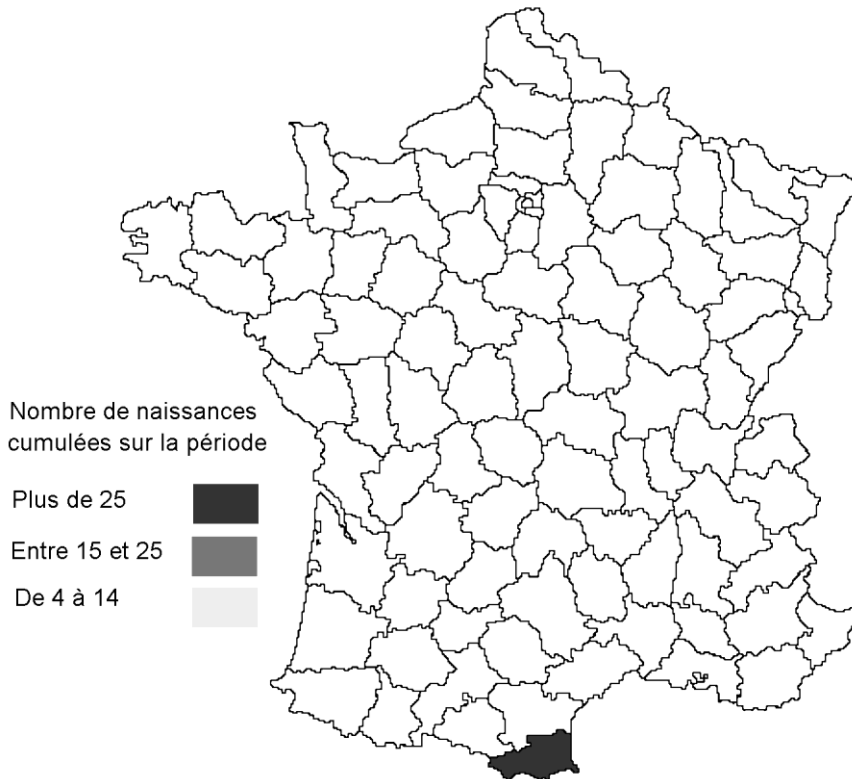 Nombre de naissances
cumulées sur la période
Plus de 25
Entre 15 et 25
De 4 à 14